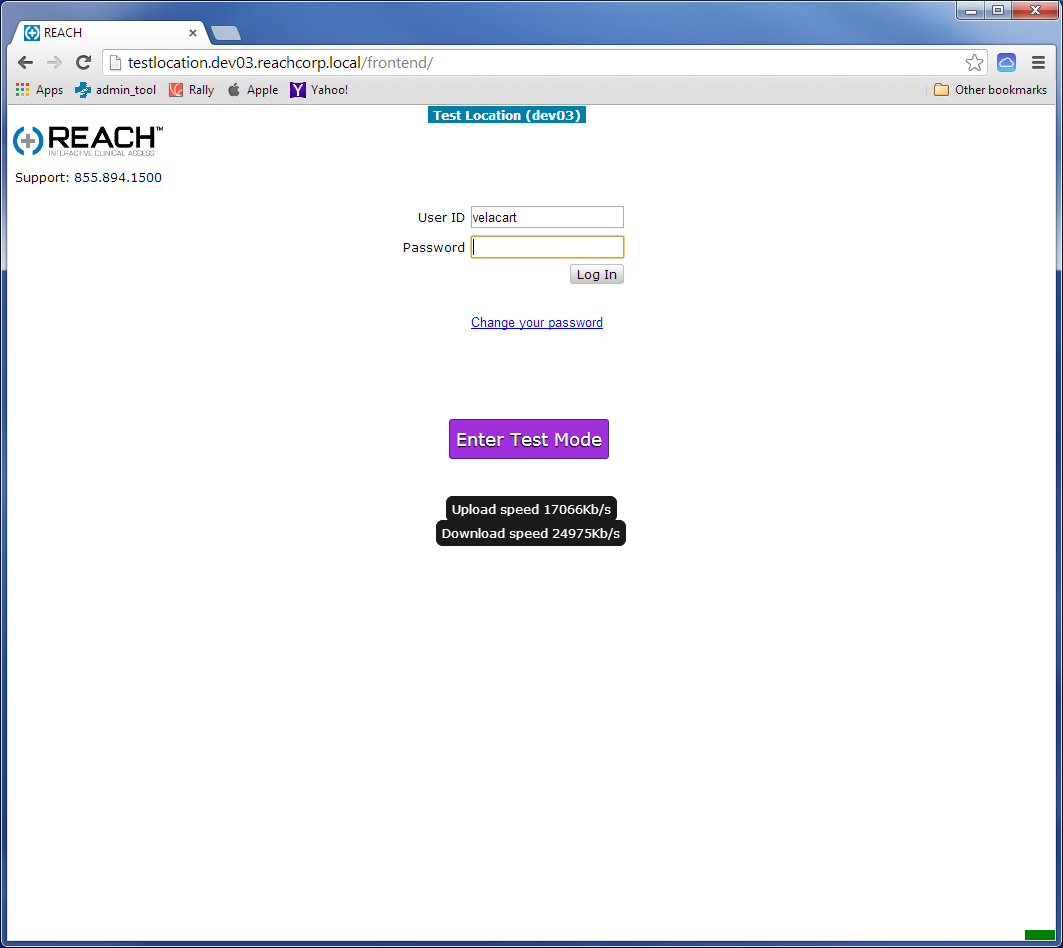 REACH
testlocation.dev03.reachcorp.local/frontend/
Apps admin_tool Rally Apple Yahoo! Other bookmarks
Test Location (dev03)
REACH™
INTERACTIVE CLINICAL ACCESS
Support: 855.894.1500
User ID velacart
Password
Log In
Change your password
Enter Test Mode
Upload speed 17066Kb/s
Download speed 24975Kb/s